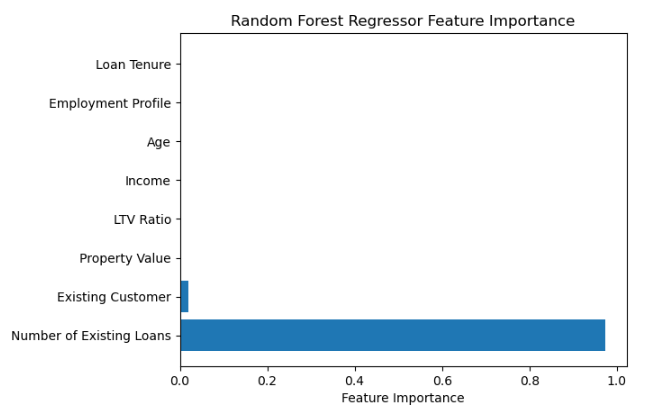 Random Forest Regressor Feature Importance
Loan Tenure
Employment Profile
Age
Income
LTV Ratio
Property Value
Existing Customer
Number of Existing Loans
0.0 0.2 0.4 0.6 0.8 1.0
Feature Importance